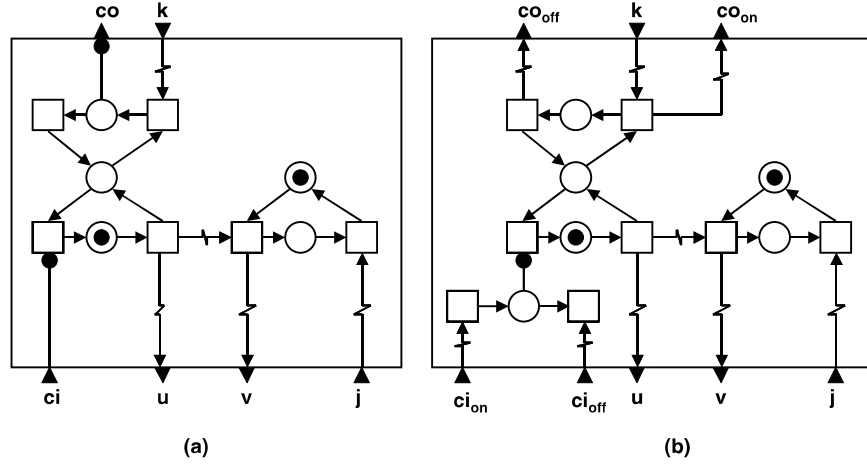 co k co_off k co_on
ci u v j ci_on ci_off u v j
(a) (b)